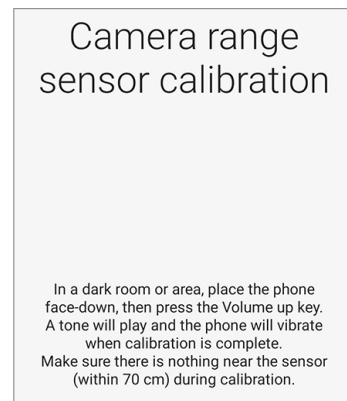 Camera range
sensor calibration
In a dark room or area, place the phone
face-down, then press the Volume up key.
A tone will play and the phone will vibrate
when calibration is complete.
Make sure there is nothing near the sensor
(within 70 cm) during calibration.